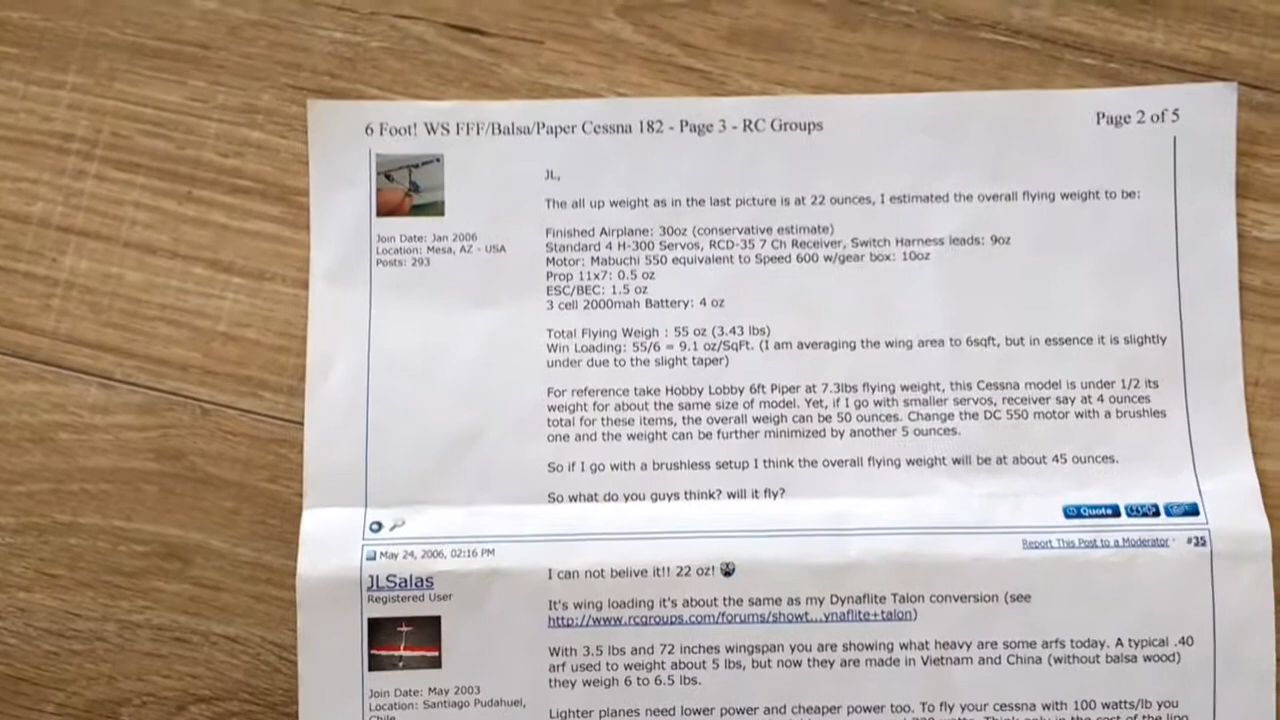 6 Foot! WS FFF/Balsa/Paper Cessna 182 - Page 3 - RC Groups
Page 2 of 5
JL,
The all up weight as in the last picture is at 22 ounces, I estimated the overall flying weight to be:
Join Date: Jan 2006
Location: Mesa, AZ - USA
Posts: 293
Finished Airplane: 30oz (conservative estimate)
Standard 4 H-300 Servos, RCD-35 7 Ch Receiver, Switch Harness leads: 9oz
Motor: Mabuchi 550 equivalent to Speed 600 w/gear box: 10oz
Prop 11x7: 0.5 oz
ESC/BEC: 1.5 oz
3 cell 2000mah Battery: 4 oz
Total Flying Weigh : 55 oz (3.43 lbs)
Win Loading: 55/6 = 9.1 oz/SqFt. (I am averaging the wing area to 6sqft, but in essence it is slightly
under due to the slight taper)
For reference take Hobby Lobby 6ft Piper at 7.3lbs flying weight, this Cessna model is under 1/2 its
weight for about the same size of model. Yet, if I go with smaller servos, receiver say at 4 ounces
total for these items, the overall weigh can be 50 ounces. Change the DC 550 motor with a brushles
one and the weight can be further minimized by another 5 ounces.
So if I go with a brushless setup I think the overall flying weight will be at about 45 ounces.
So what do you guys think? will it fly?
Quote
May 24, 2006, 02:16 PM
Report This Post to a Moderator #35
JLSalas
Registered User
Join Date: May 2003
Location: Santiago Pudahuel,
Chile
I can not belive it!! 22 oz!
It's wing loading it's about the same as my Dynaflite Talon conversion (see
http://www.rcgroups.com/forums/showt...ynaflite+talon)
With 3.5 lbs and 72 inches wingspan you are showing what heavy are some arfs today. A typical .40
arf used to weight about 5 lbs, but now they are made in Vietnam and China (without balsa wood)
they weigh 6 to 6.5 lbs.
Lighter planes need lower power and cheaper power too. To fly your cessna with 100 watts/lb you